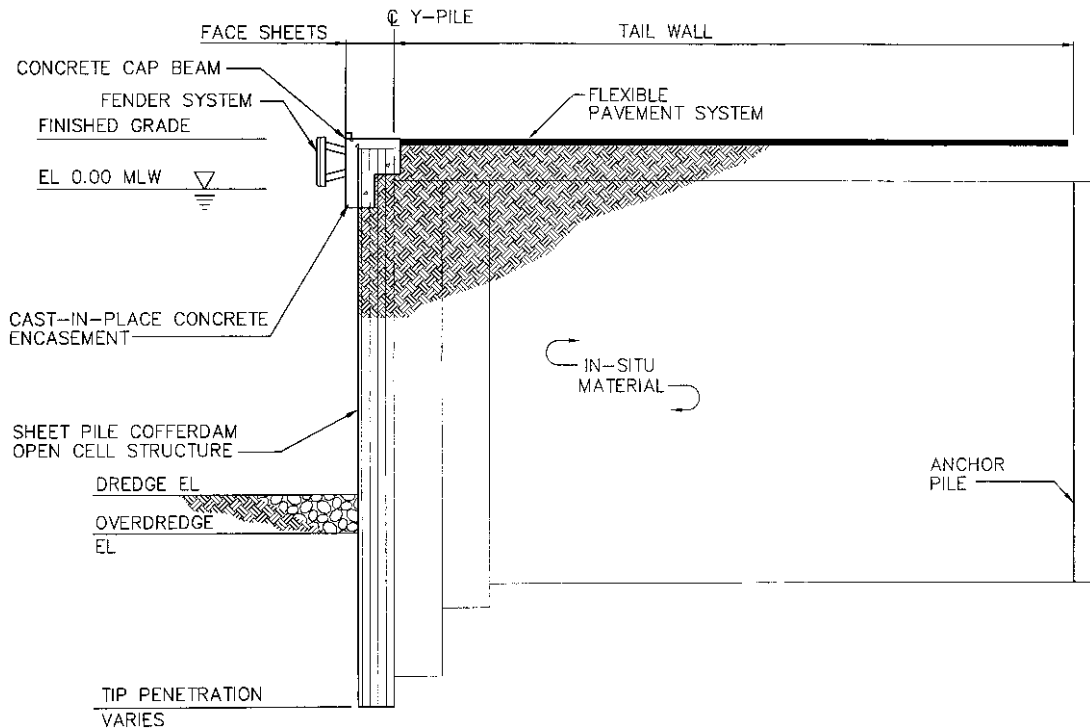 ℄ Y-PILE
FACE SHEETS
TAIL WALL
CONCRETE CAP BEAM
FENDER SYSTEM
FINISHED GRADE
FLEXIBLE
PAVEMENT SYSTEM
EL 0.00 MLW
CAST-IN-PLACE CONCRETE
ENCASEMENT
IN-SITU
MATERIAL
SHEET PILE COFFERDAM
OPEN CELL STRUCTURE
ANCHOR
PILE
DREDGE EL
OVERDREDGE
EL
TIP PENETRATION
VARIES